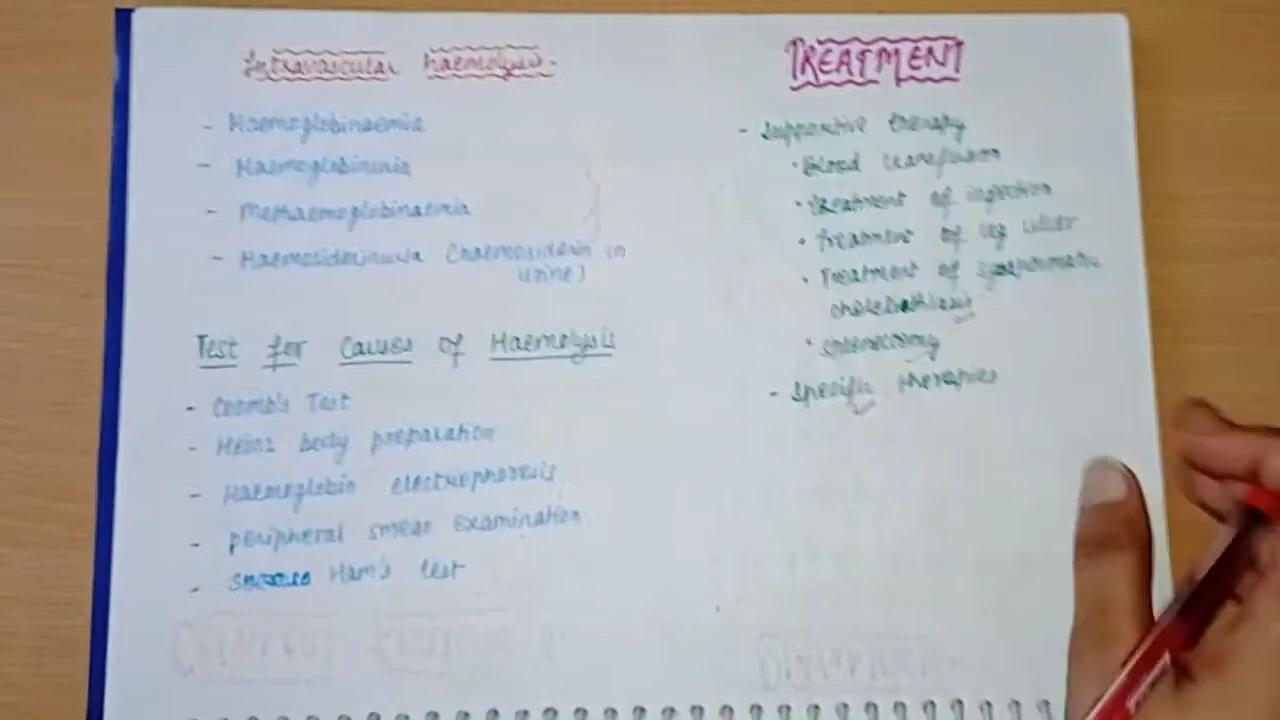 Intravascular haemolysis.
- Haemoglobinaemia
- Haemoglobinuria
- Methaemoglobinaemia
- Haemosiderinuria (haemosiderin in
urine)
Test for Causes of Haemolysis
- Coomb's Test
- Heinz body preparation
- Haemoglobin electrophoresis
- peripheral smear examination
- Ham's test
TREATMENT
- Supportive therapy
• Blood transfusion
• treatment of infection
• Treatment of leg ulcer
• Treatment of symptomatic
cholelithiasis
• splenectomy
- Specific therapies